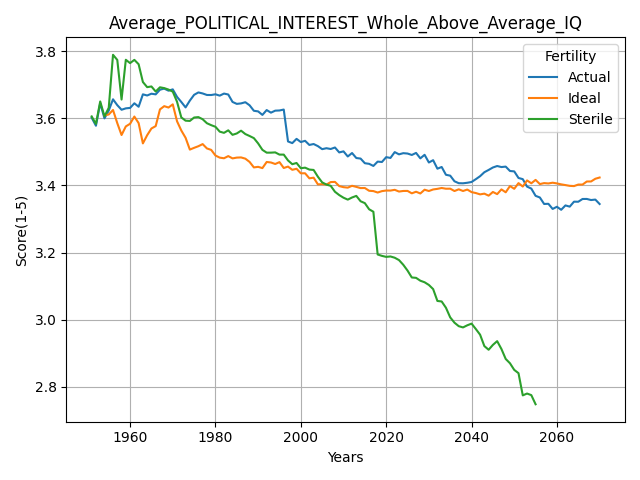 Average_POLITICAL_INTEREST_Whole_Above_Average_IQ
Fertility
Actual
Ideal
Sterile
3.8
3.6
3.4
3.2
3.0
2.8
Score(1-5)
1960 1980 2000 2020 2040 2060
Years